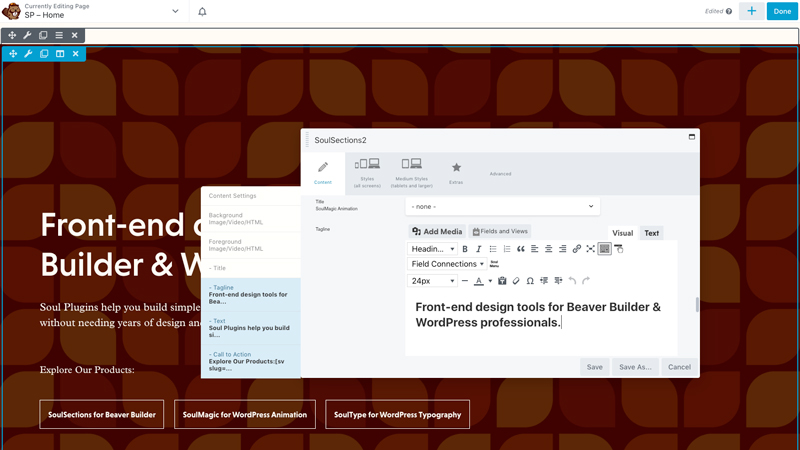 Currently Editing Page
SP – Home
Edited
Done
SoulSections2
Content
Styles
(all screens)
Medium Styles
(tablets and larger)
Extras
Advanced
Title
SoulMagic Animation
- none -
Tagline
Add Media
Fields and Views
Visual
Text
Headin...
B
I
Field Connections
Soul
Menu
24px
A
Front-end design tools for Beaver Builder &
WordPress professionals.
Save
Save As...
Cancel
Content Settings
Background
Image/Video/HTML
Foreground
Image/Video/HTML
- Title
- Tagline
Front-end design tools for
Bea...
- Text
Soul Plugins help you build
si...
- Call to Action
Explore Our Products:[sv
slug=...
Front-end
Builder & W
Soul Plugins help you build simple
without needing years of design an
Explore Our Products:
SoulSections for Beaver Builder
SoulMagic for WordPress Animation
SoulType for WordPress Typography